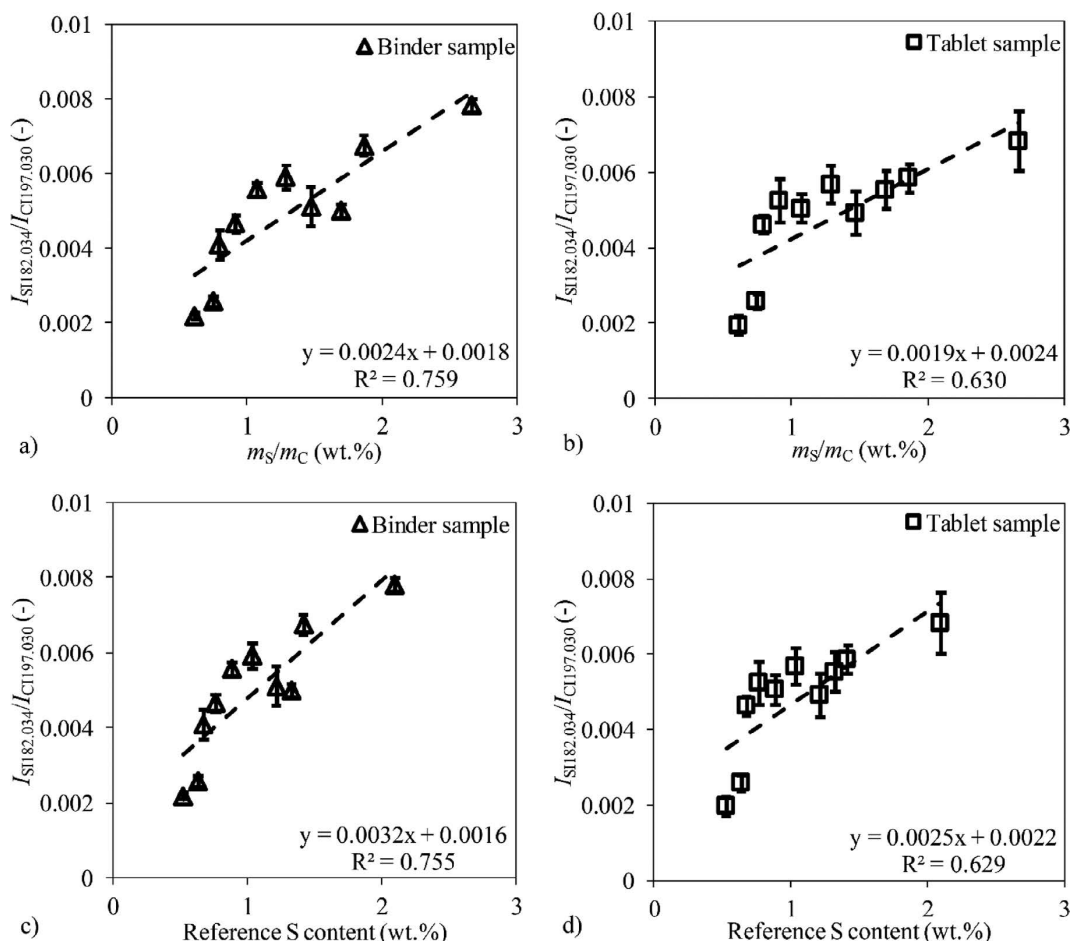 0.01
Binder sample
0.008
0.006
0.004
0.002
0
I_SI182.034/I_CI197.030 (-)
y = 0.0024x + 0.0018
R² = 0.759
0 1 2 3
a)
m_S/m_C (wt.%)
0.01
Tablet sample
0.008
0.006
0.004
0.002
0
I_SI182.034/I_CI197.030 (-)
y = 0.0019x + 0.0024
R² = 0.630
0 1 2 3
b)
m_S/m_C (wt.%)
0.01
Binder sample
0.008
0.006
0.004
0.002
0
I_SI182.034/I_CI197.030 (-)
y = 0.0032x + 0.0016
R² = 0.755
0 1 2 3
c)
Reference S content (wt.%)
0.01
Tablet sample
0.008
0.006
0.004
0.002
0
I_SI182.034/I_CI197.030 (-)
y = 0.0025x + 0.0022
R² = 0.629
0 1 2 3
d)
Reference S content (wt.%)